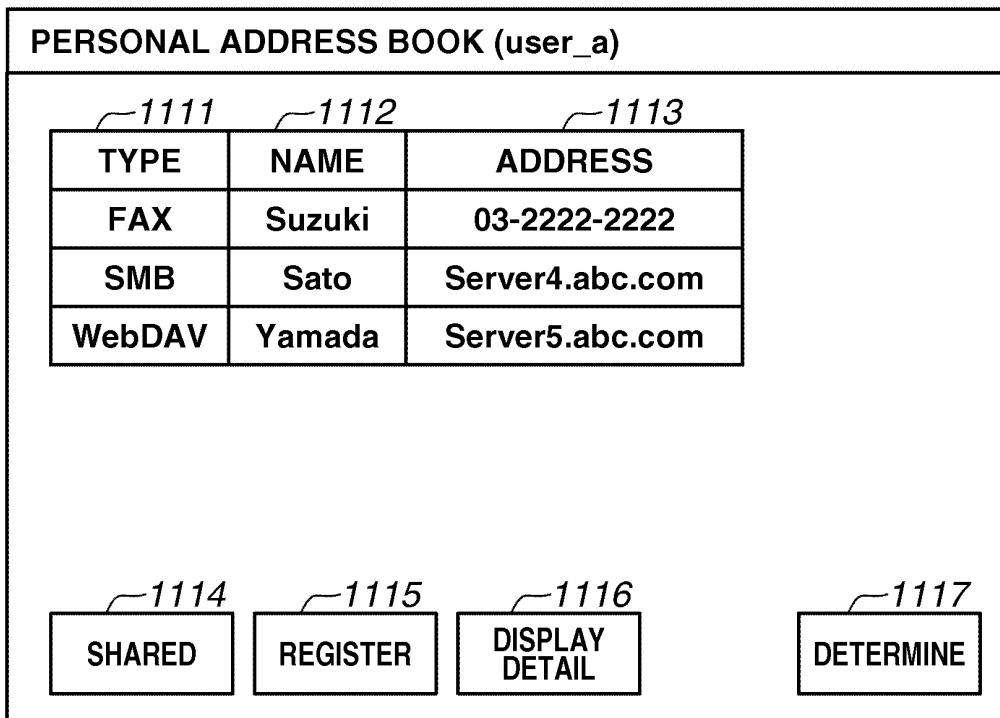 PERSONAL ADDRESS BOOK (user_a)
1111 1112 1113
TYPE NAME ADDRESS
FAX Suzuki 03-2222-2222
SMB Sato Server4.abc.com
WebDAV Yamada Server5.abc.com
1114 1115 1116 1117
SHARED REGISTER DISPLAY DETAIL DETERMINE